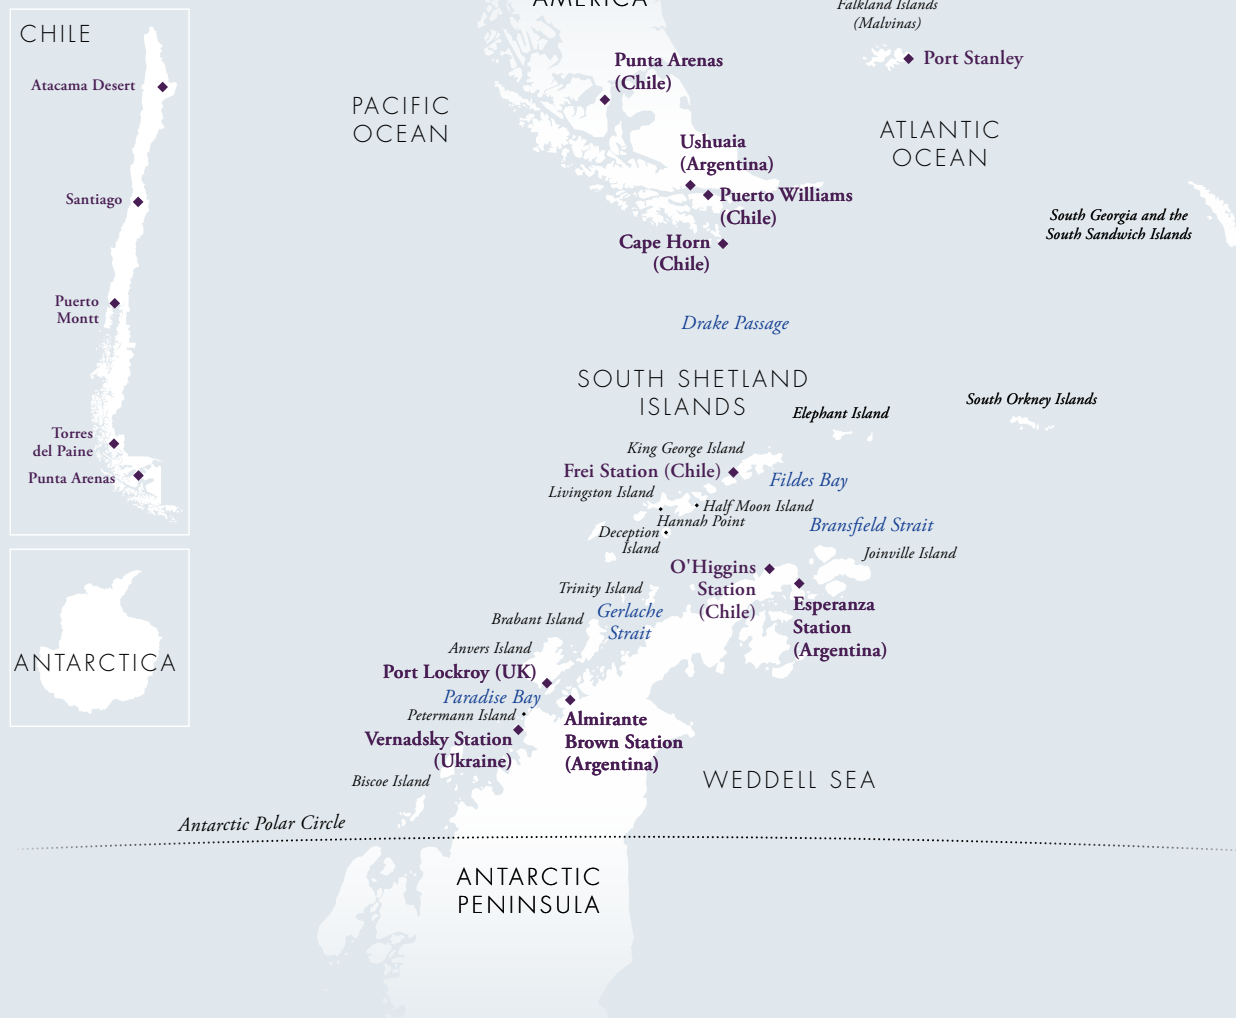 CHILE
Atacama Desert
Santiago
Puerto
Montt
Torres
del Paine
Punta Arenas
ANTARCTICA
AMERICA
Falkland Islands
(Malvinas)
Port Stanley
Punta Arenas
(Chile)
PACIFIC
OCEAN
ATLANTIC
OCEAN
Ushuaia
(Argentina)
Puerto Williams
(Chile)
South Georgia and the
South Sandwich Islands
Cape Horn
(Chile)
Drake Passage
SOUTH SHETLAND
ISLANDS
Elephant Island
South Orkney Islands
King George Island
Frei Station (Chile)
Fildes Bay
Livingston Island
Half Moon Island
Hannah Point
Bransfield Strait
Deception
Island
Joinville Island
O'Higgins
Station
(Chile)
Trinity Island
Esperanza
Station
(Argentina)
Gerlache
Strait
Brabant Island
Anvers Island
Port Lockroy (UK)
Paradise Bay
Petermann Island
Almirante
Brown Station
(Argentina)
Vernadsky Station
(Ukraine)
Biscoe Island
WEDDELL SEA
Antarctic Polar Circle
ANTARCTIC
PENINSULA